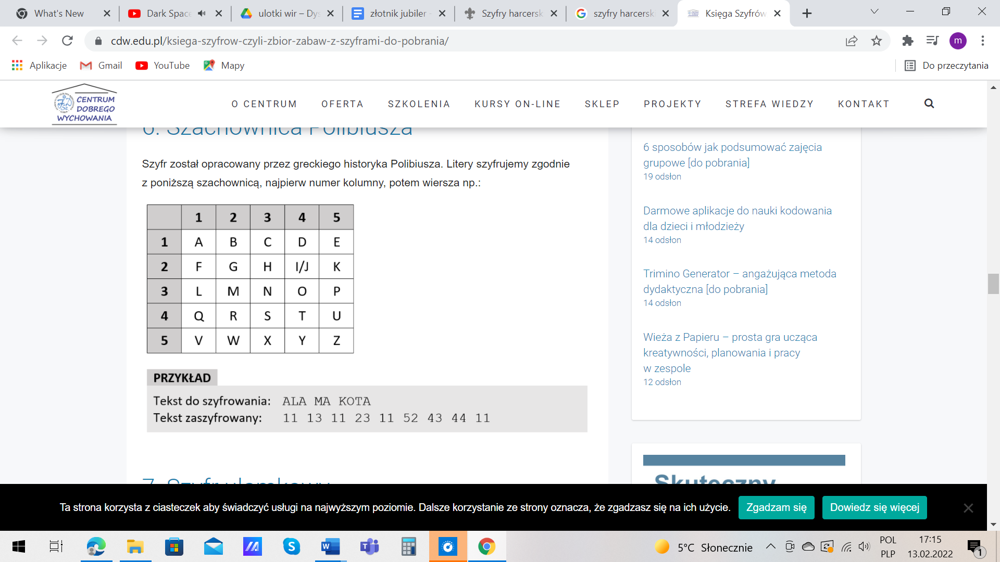 What's New
Dark Space
ulotki wir – Dys
złotnik jubiler -
Szyfry harcersk
szyfry harcersk
Księga Szyfrów
cdw.edu.pl/ksiega-szyfrow-czyli-zbior-zabaw-z-szyframi-do-pobrania/
m
Aplikacje
Gmail
YouTube
Mapy
Do przeczytania
CENTRUM
DOBREGO
WYCHOWANIA
O CENTRUM
OFERTA
SZKOLENIA
KURSY ON-LINE
SKLEP
PROJEKTY
STREFA WIEDZY
KONTAKT
6. Szachownica Polibiusza
Szyfr został opracowany przez greckiego historyka Polibiusza. Litery szyfrujemy zgodnie
z poniższą szachownicą, najpierw numer kolumny, potem wiersza np.:
1 2 3 4 5
1 A B C D E
2 F G H I/J K
3 L M N O P
4 Q R S T U
5 V W X Y Z
PRZYKŁAD
Tekst do szyfrowania: ALA MA KOTA
Tekst zaszyfrowany: 11 13 11 23 11 52 43 44 11
7. Szyfr ułamkowy
6 sposobów jak podsumować zajęcia
grupowe [do pobrania]
19 odsłon
Darmowe aplikacje do nauki kodowania
dla dzieci i młodzieży
14 odsłon
Trimino Generator – angażująca metoda
dydaktyczna [do pobrania]
14 odsłon
Wieża z Papieru – prosta gra ucząca
kreatywności, planowania i pracy
w zespole
12 odsłon
Skuteczny
Ta strona korzysta z ciasteczek aby świadczyć usługi na najwyższym poziomie. Dalsze korzystanie ze strony oznacza, że zgadzasz się na ich użycie.
Zgadzam się
Dowiedz się więcej
5°C Słonecznie
POL
PLP
17:15
13.02.2022
1